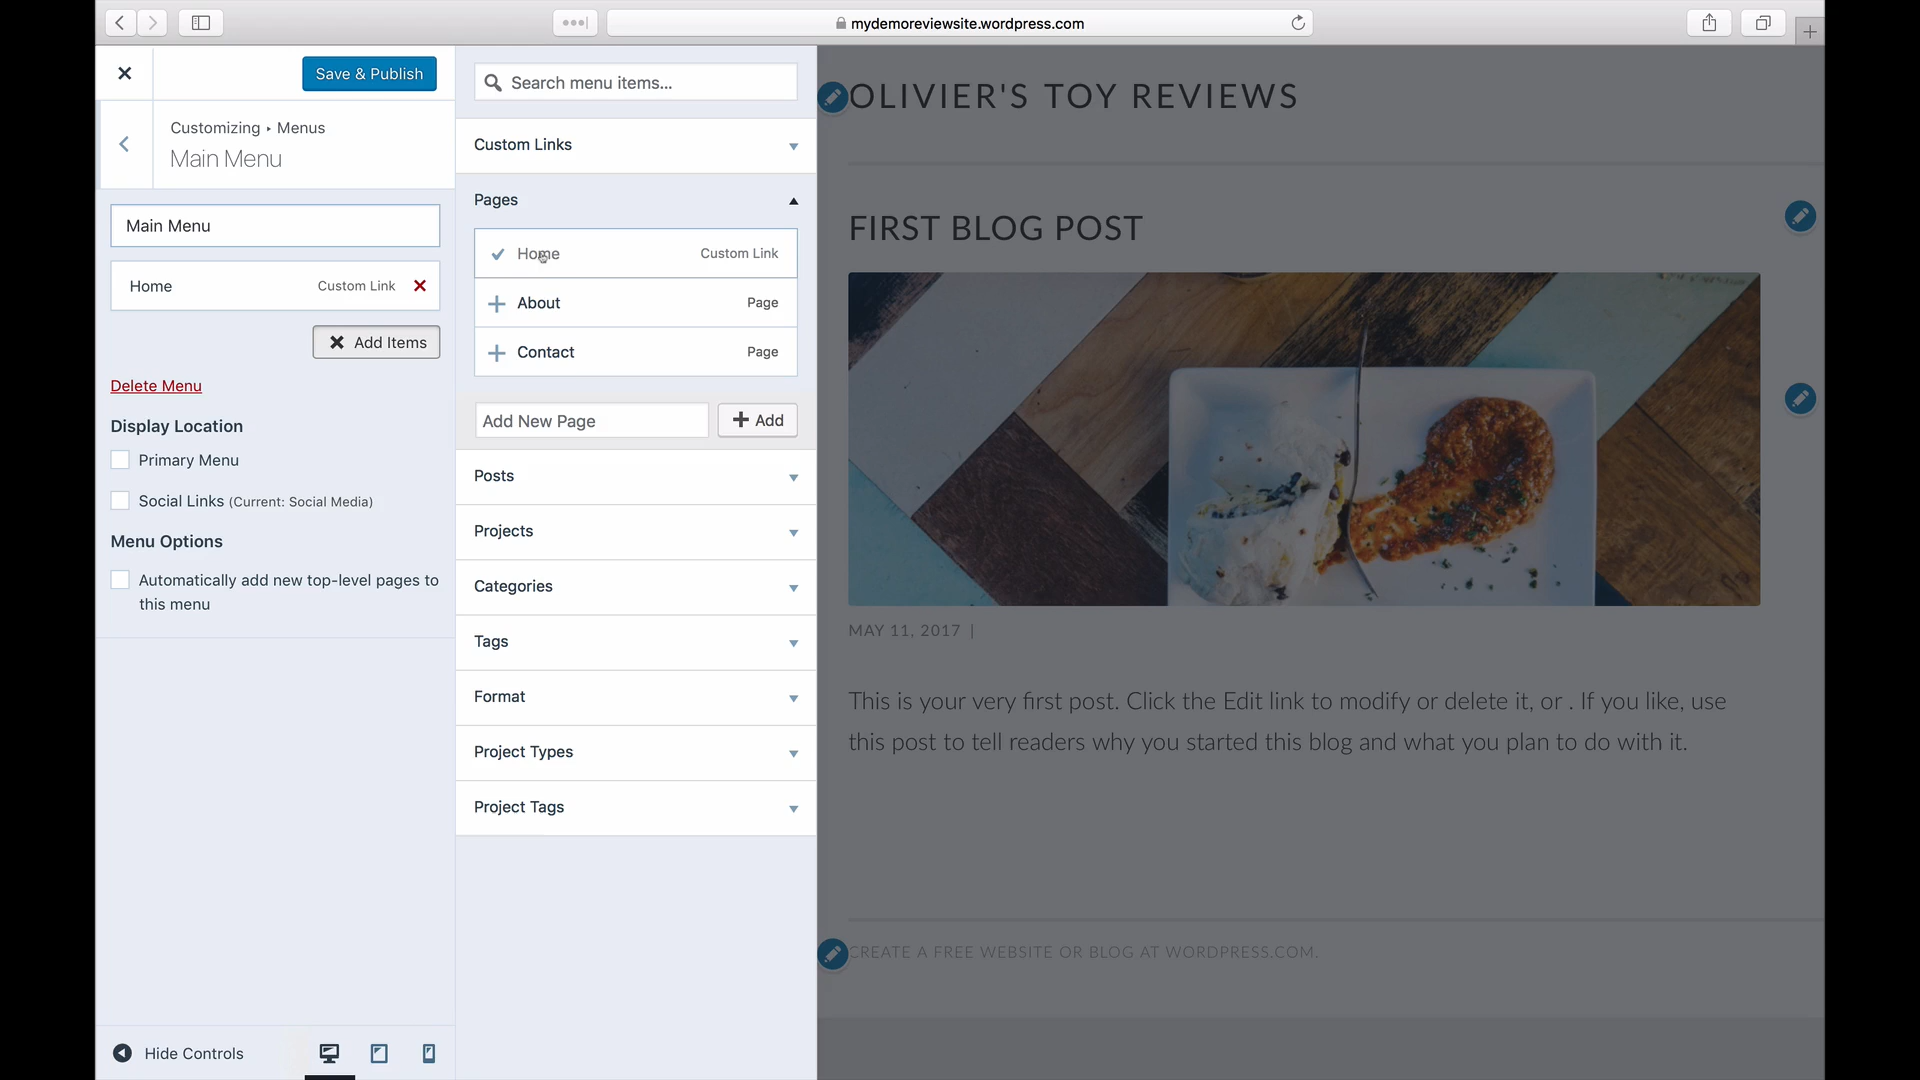 mydemoreviewsite.wordpress.com
Save & Publish
Customizing ▸ Menus
Main Menu
Main Menu
Home Custom Link
Add Items
Delete Menu
Display Location
Primary Menu
Social Links (Current: Social Media)
Menu Options
Automatically add new top-level pages to
this menu
Hide Controls
Search menu items...
Custom Links
Pages
Home Custom Link
About Page
Contact Page
Add New Page Add
Posts
Projects
Categories
Tags
Format
Project Types
Project Tags
OLIVIER'S TOY REVIEWS
FIRST BLOG POST
MAY 11, 2017 |
This is your very first post. Click the Edit link to modify or delete it, or . If you like, use
this post to tell readers why you started this blog and what you plan to do with it.
CREATE A FREE WEBSITE OR BLOG AT WORDPRESS.COM.